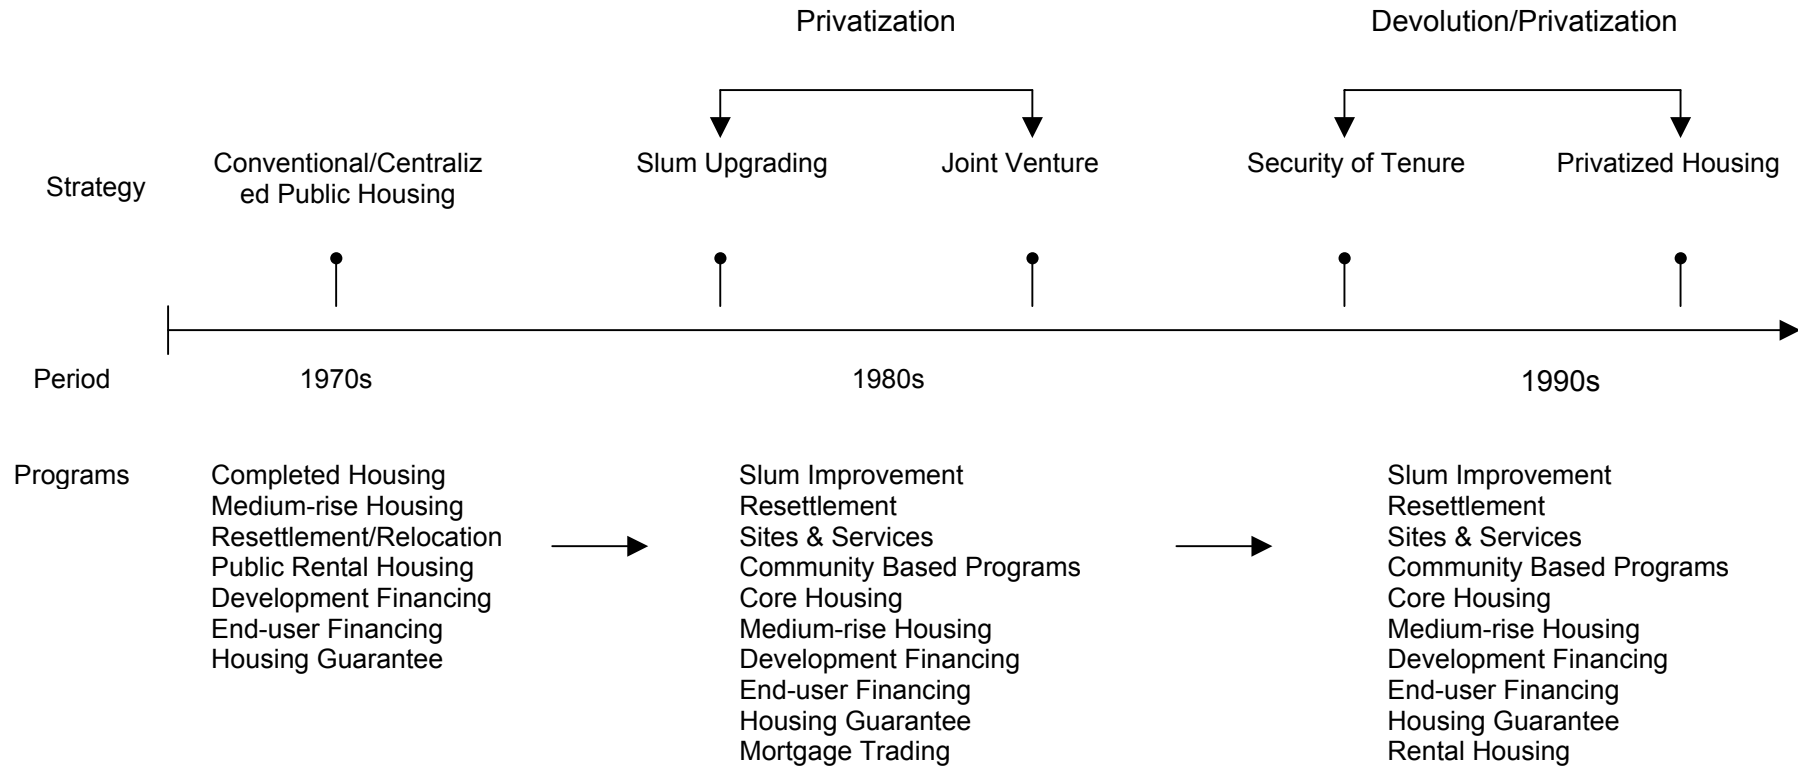 Privatization
Devolution/Privatization
Strategy
Conventional/Centraliz
ed Public Housing
Slum Upgrading
Joint Venture
Security of Tenure
Privatized Housing
Period
1970s
1980s
1990s
Programs
Completed Housing
Medium-rise Housing
Resettlement/Relocation
Public Rental Housing
Development Financing
End-user Financing
Housing Guarantee
Slum Improvement
Resettlement
Sites & Services
Community Based Programs
Core Housing
Medium-rise Housing
Development Financing
End-user Financing
Housing Guarantee
Mortgage Trading
Slum Improvement
Resettlement
Sites & Services
Community Based Programs
Core Housing
Medium-rise Housing
Development Financing
End-user Financing
Housing Guarantee
Rental Housing